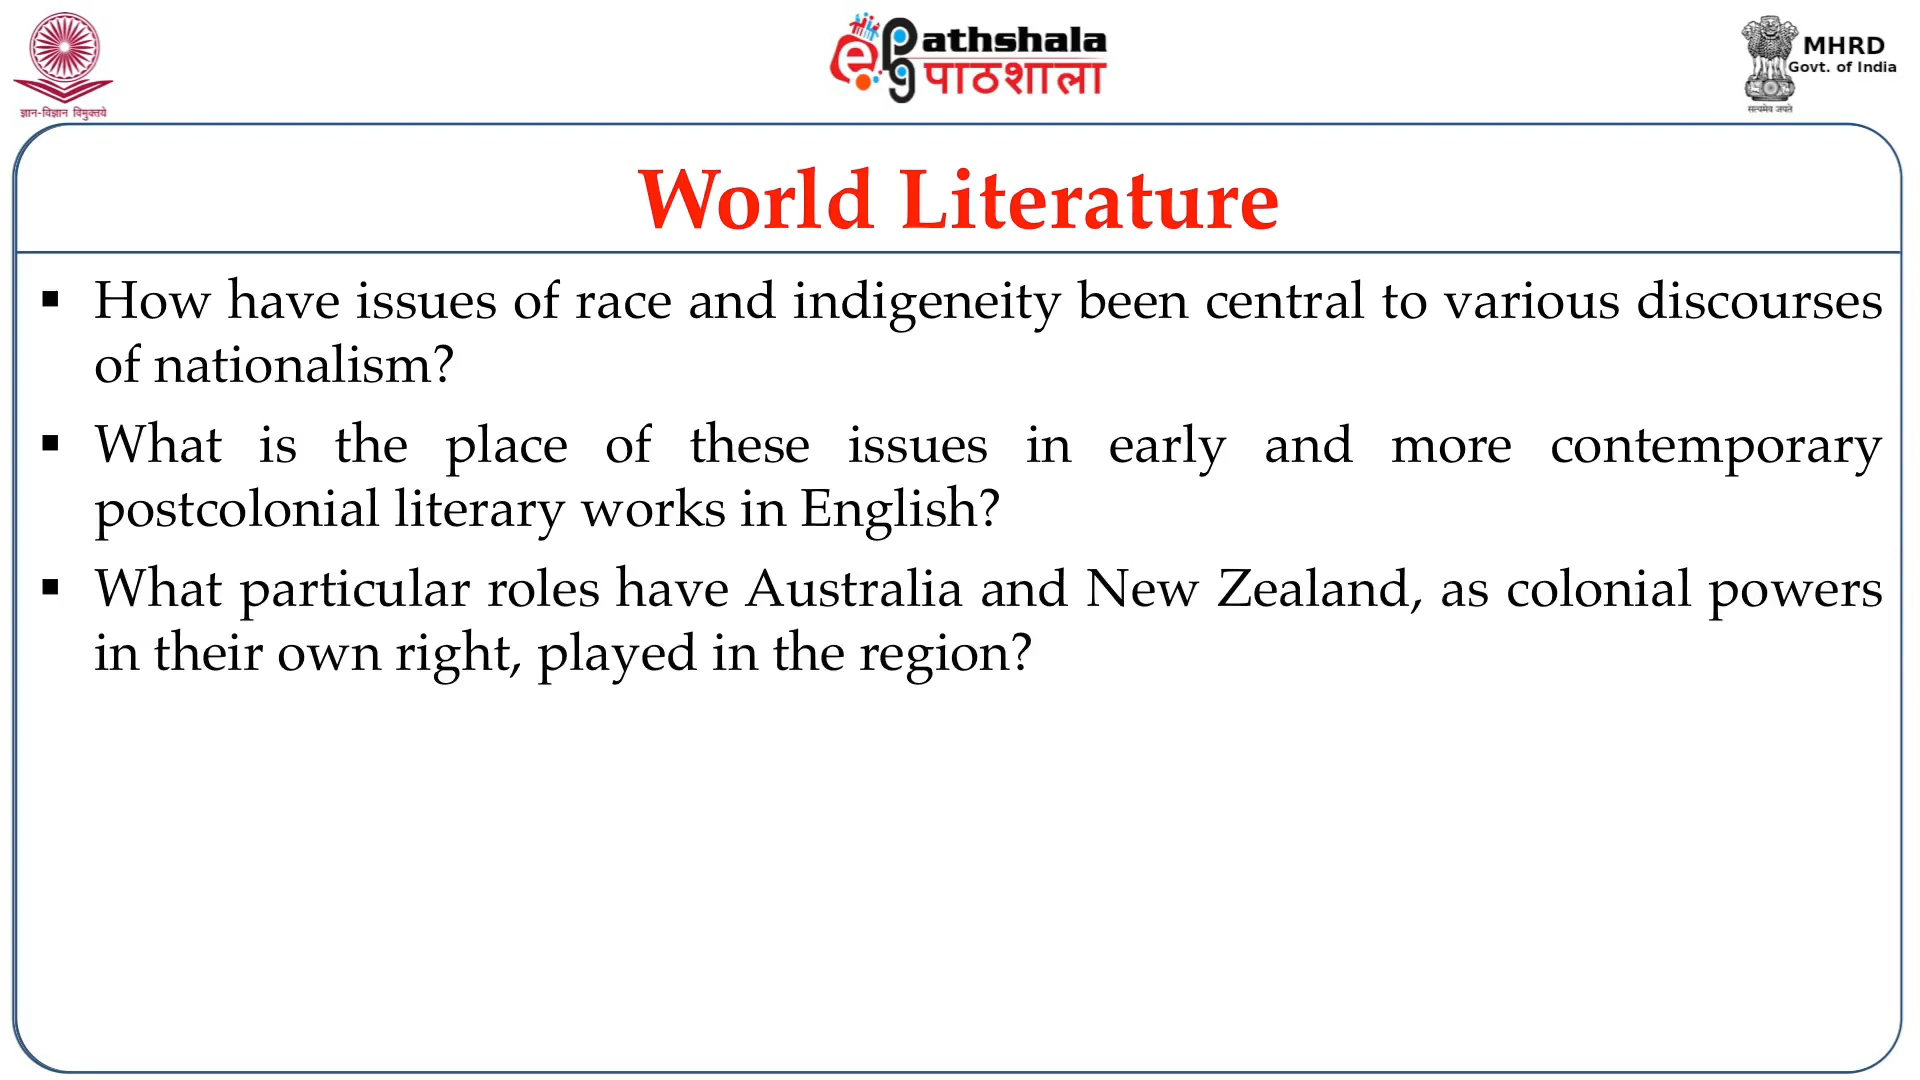 ज्ञान-विज्ञान विमुक्तये
ePathshala
पाठशाला
MHRD
Govt. of India
सत्यमेव जयते
World Literature
▪ How have issues of race and indigeneity been central to various discourses
of nationalism?
▪ What is the place of these issues in early and more contemporary
postcolonial literary works in English?
▪ What particular roles have Australia and New Zealand, as colonial powers
in their own right, played in the region?